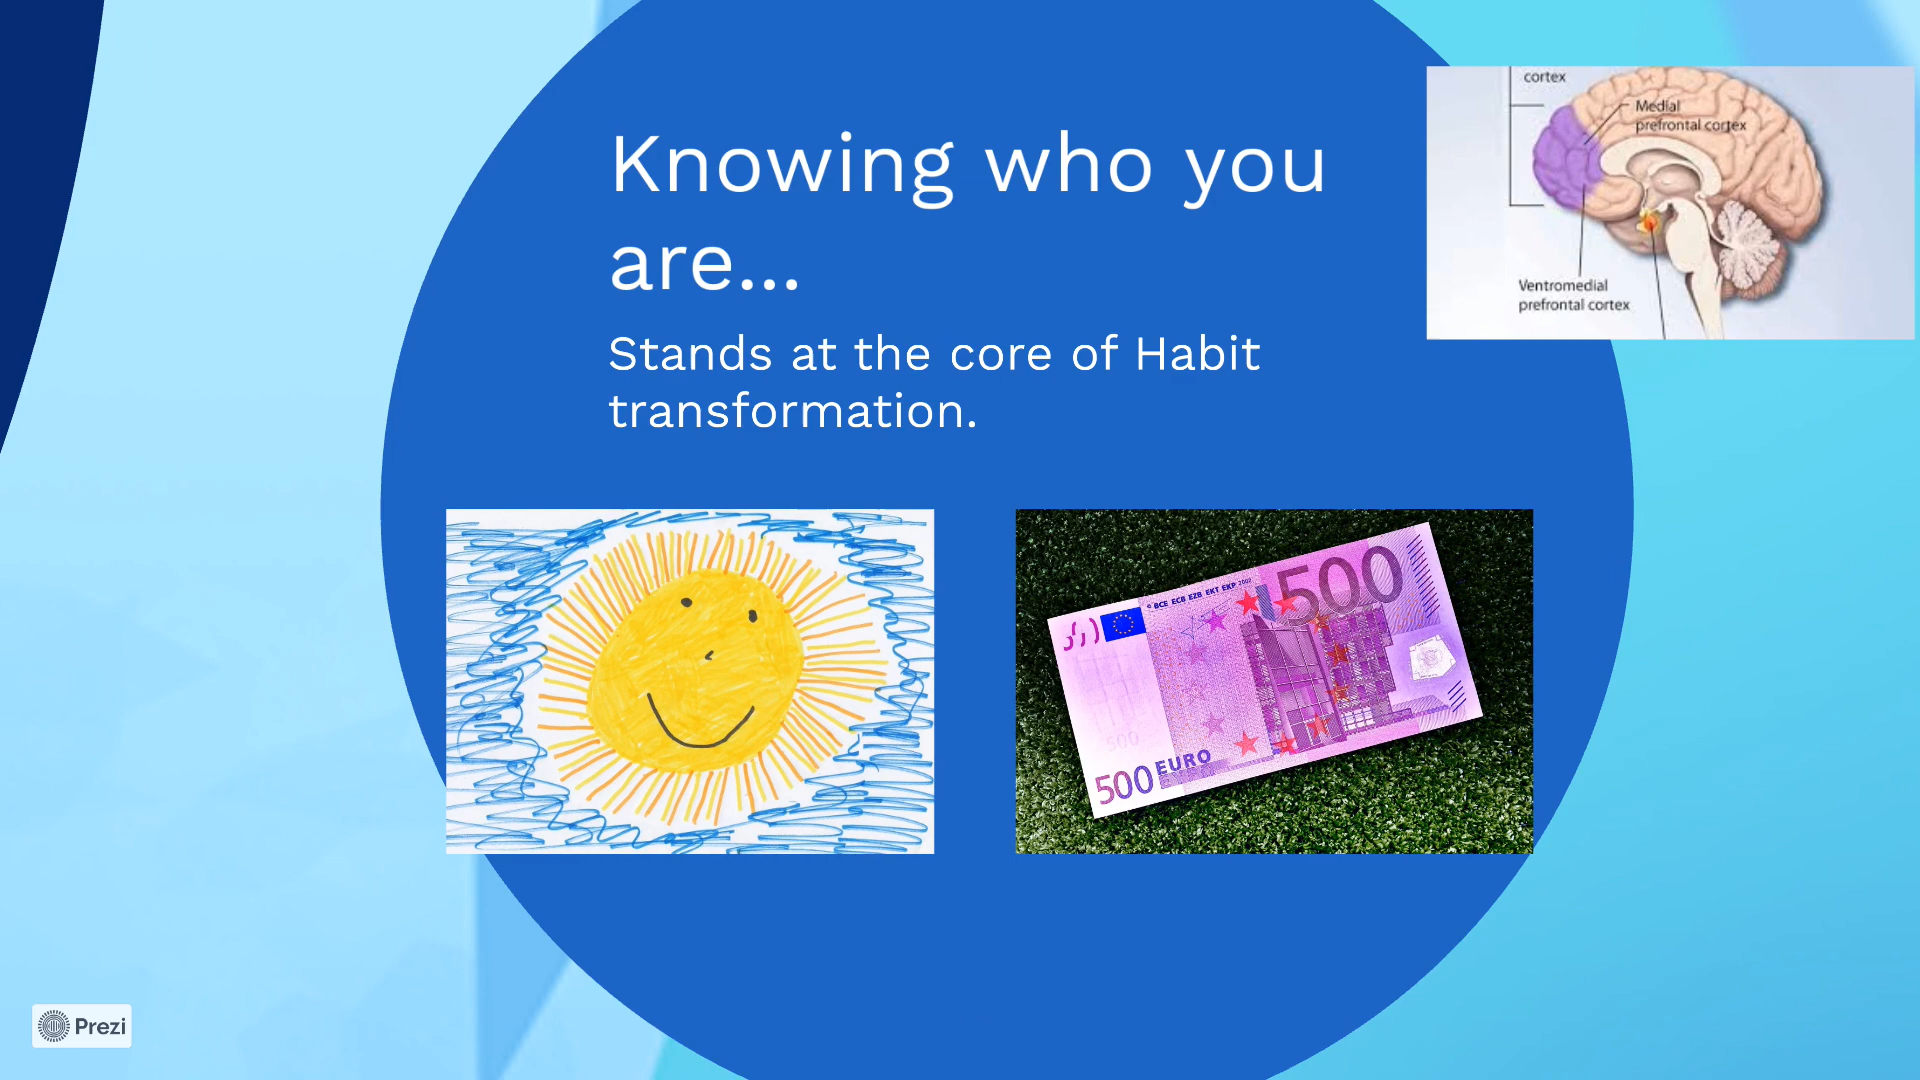 Knowing who you
are...
Stands at the core of Habit
transformation.
cortex
Medial
prefrontal cortex
Ventromedial
prefrontal cortex
BCE ECB EZB EKT EKP 2002
500
500
500 EURO
Prezi